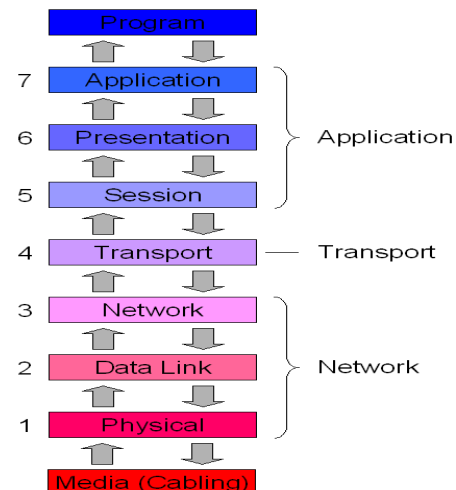 Program
7 Application
6 Presentation Application
5 Session
4 Transport Transport
3 Network
2 Data Link Network
1 Physical
Media (Cabling)